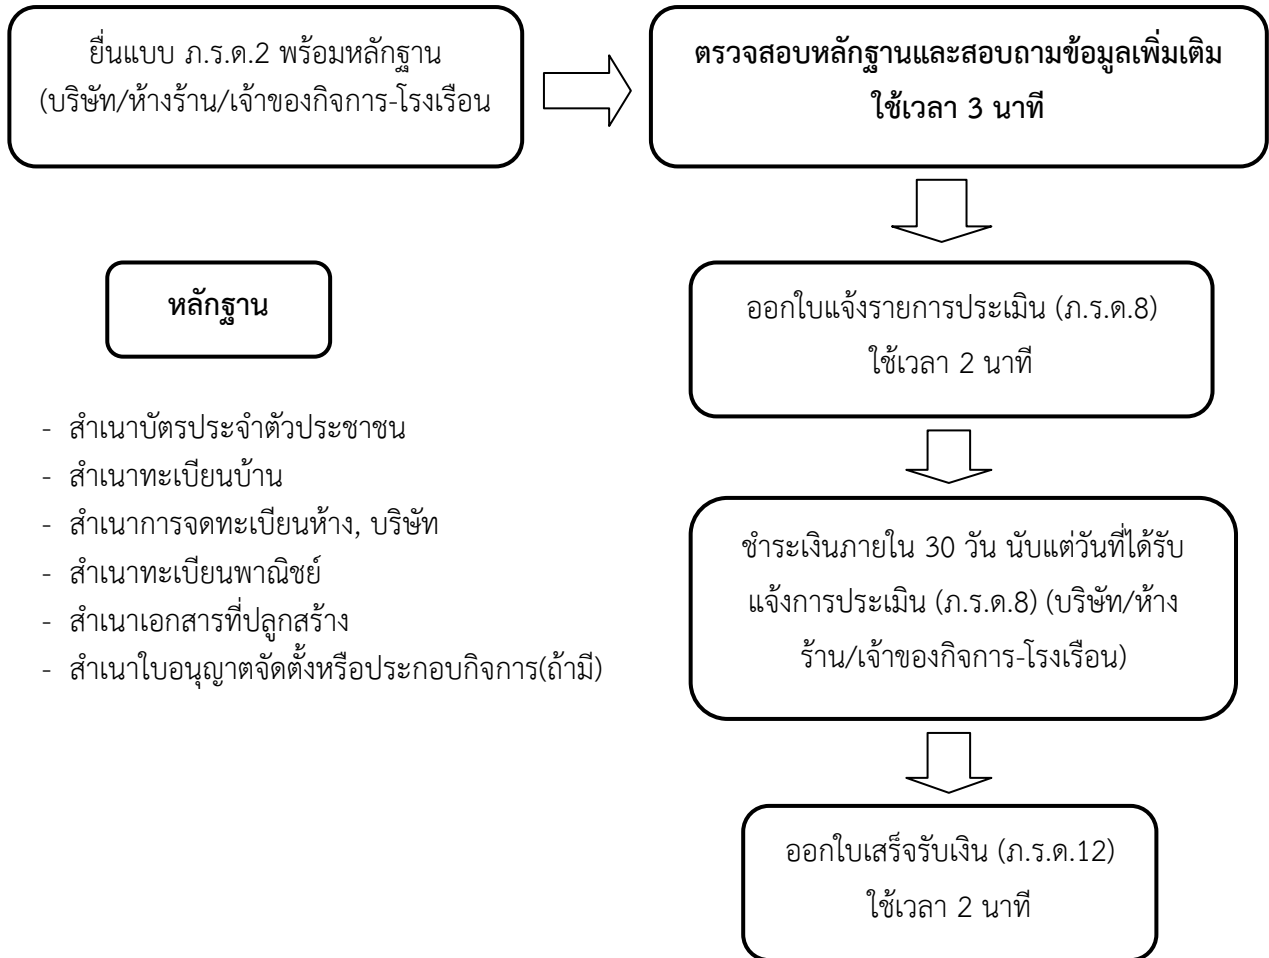 ยื่นแบบ ภ.ร.ด.2 พร้อมหลักฐาน
(บริษัท/ห้างร้าน/เจ้าของกิจการ-โรงเรือน
ตรวจสอบหลักฐานและสอบถามข้อมูลเพิ่มเติม
ใช้เวลา 3 นาที
ออกใบแจ้งรายการประเมิน (ภ.ร.ด.8)
ใช้เวลา 2 นาที
ชำระเงินภายใน 30 วัน นับแต่วันที่ได้รับ
แจ้งการประเมิน (ภ.ร.ด.8) (บริษัท/ห้าง
ร้าน/เจ้าของกิจการ-โรงเรือน)
ออกใบเสร็จรับเงิน (ภ.ร.ด.12)
ใช้เวลา 2 นาที
หลักฐาน
- สำเนาบัตรประจำตัวประชาชน
- สำเนาทะเบียนบ้าน
- สำเนาการจดทะเบียนห้าง, บริษัท
- สำเนาทะเบียนพาณิชย์
- สำเนาเอกสารที่ปลูกสร้าง
- สำเนาใบอนุญาตจัดตั้งหรือประกอบกิจการ(ถ้ามี)